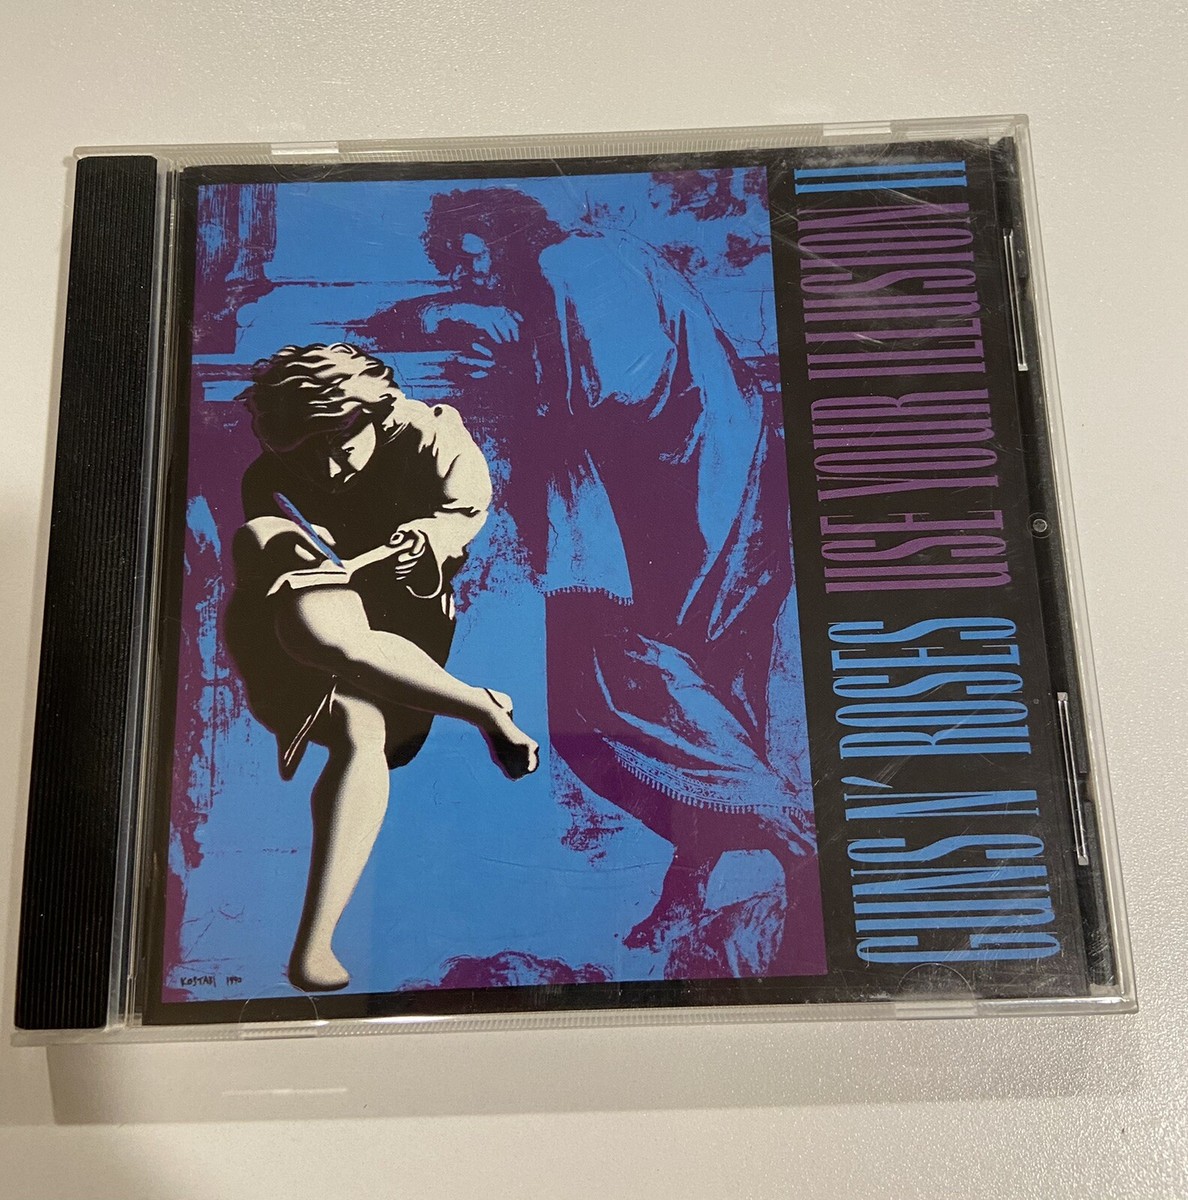 GUNS N' ROSES USE YOUR ILLUSION II
KOSTABI 1990